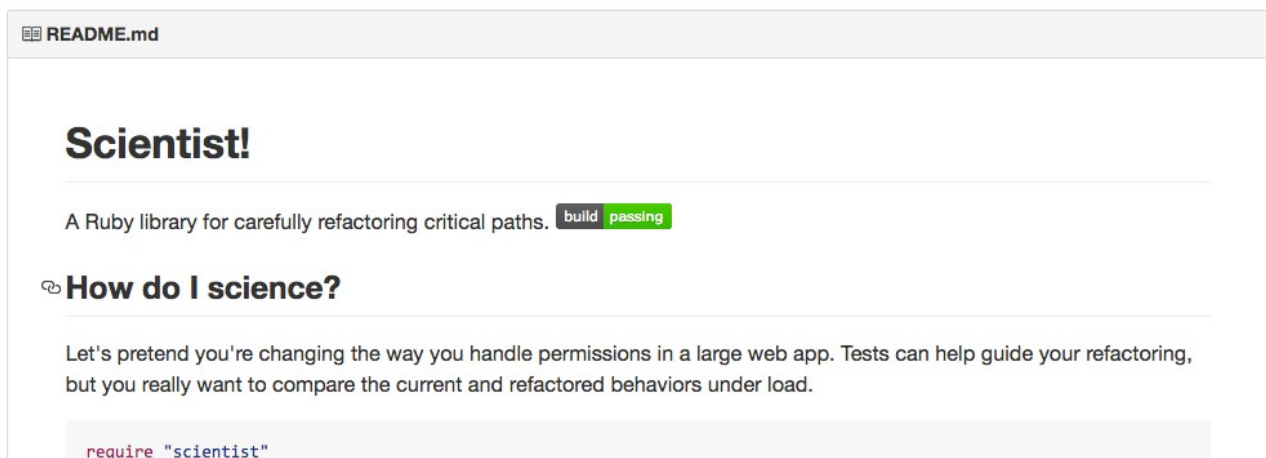 README.md
Scientist!
A Ruby library for carefully refactoring critical paths. build passing
How do I science?
Let's pretend you're changing the way you handle permissions in a large web app. Tests can help guide your refactoring,
but you really want to compare the current and refactored behaviors under load.
require "scientist"